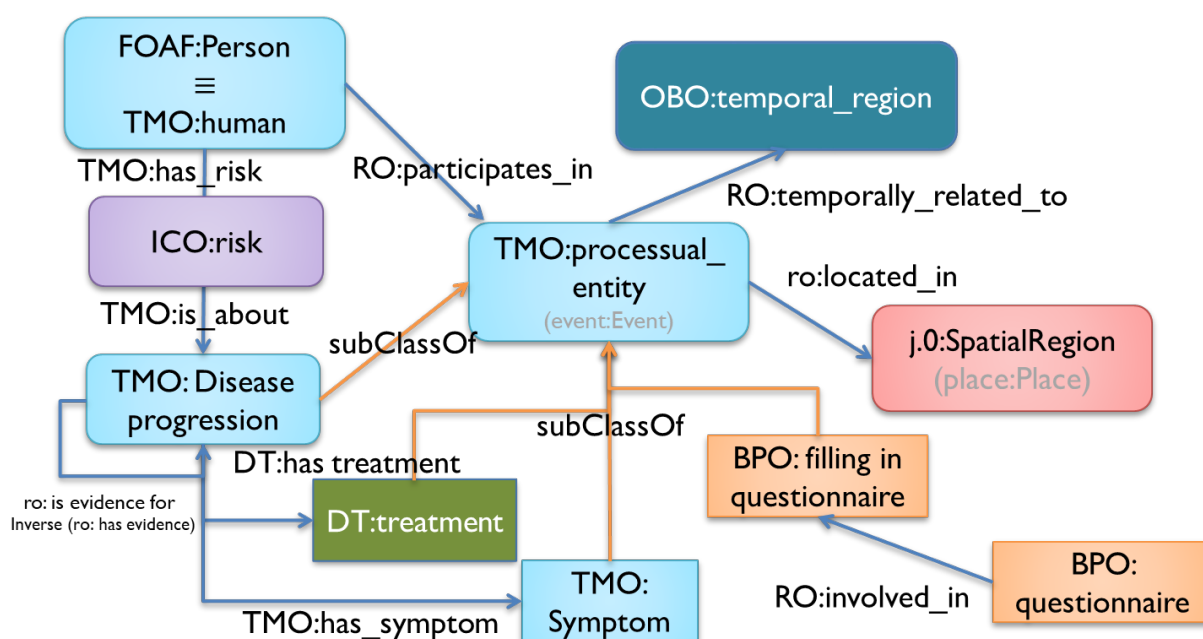 FOAF:Person
≡
TMO:human
OBO:temporal_region
TMO:has_risk
RO:participates_in
RO:temporally_related_to
ICO:risk
TMO:processual_
entity
(event:Event)
ro:located_in
TMO:is_about
subClassOf
j.0:SpatialRegion
(place:Place)
TMO: Disease
progression
subClassOf
DT:has treatment
BPO: filling in
questionnaire
ro: is evidence for
Inverse (ro: has evidence)
DT:treatment
TMO:
Symptom
BPO:
questionnaire
RO:involved_in
TMO:has_symptom